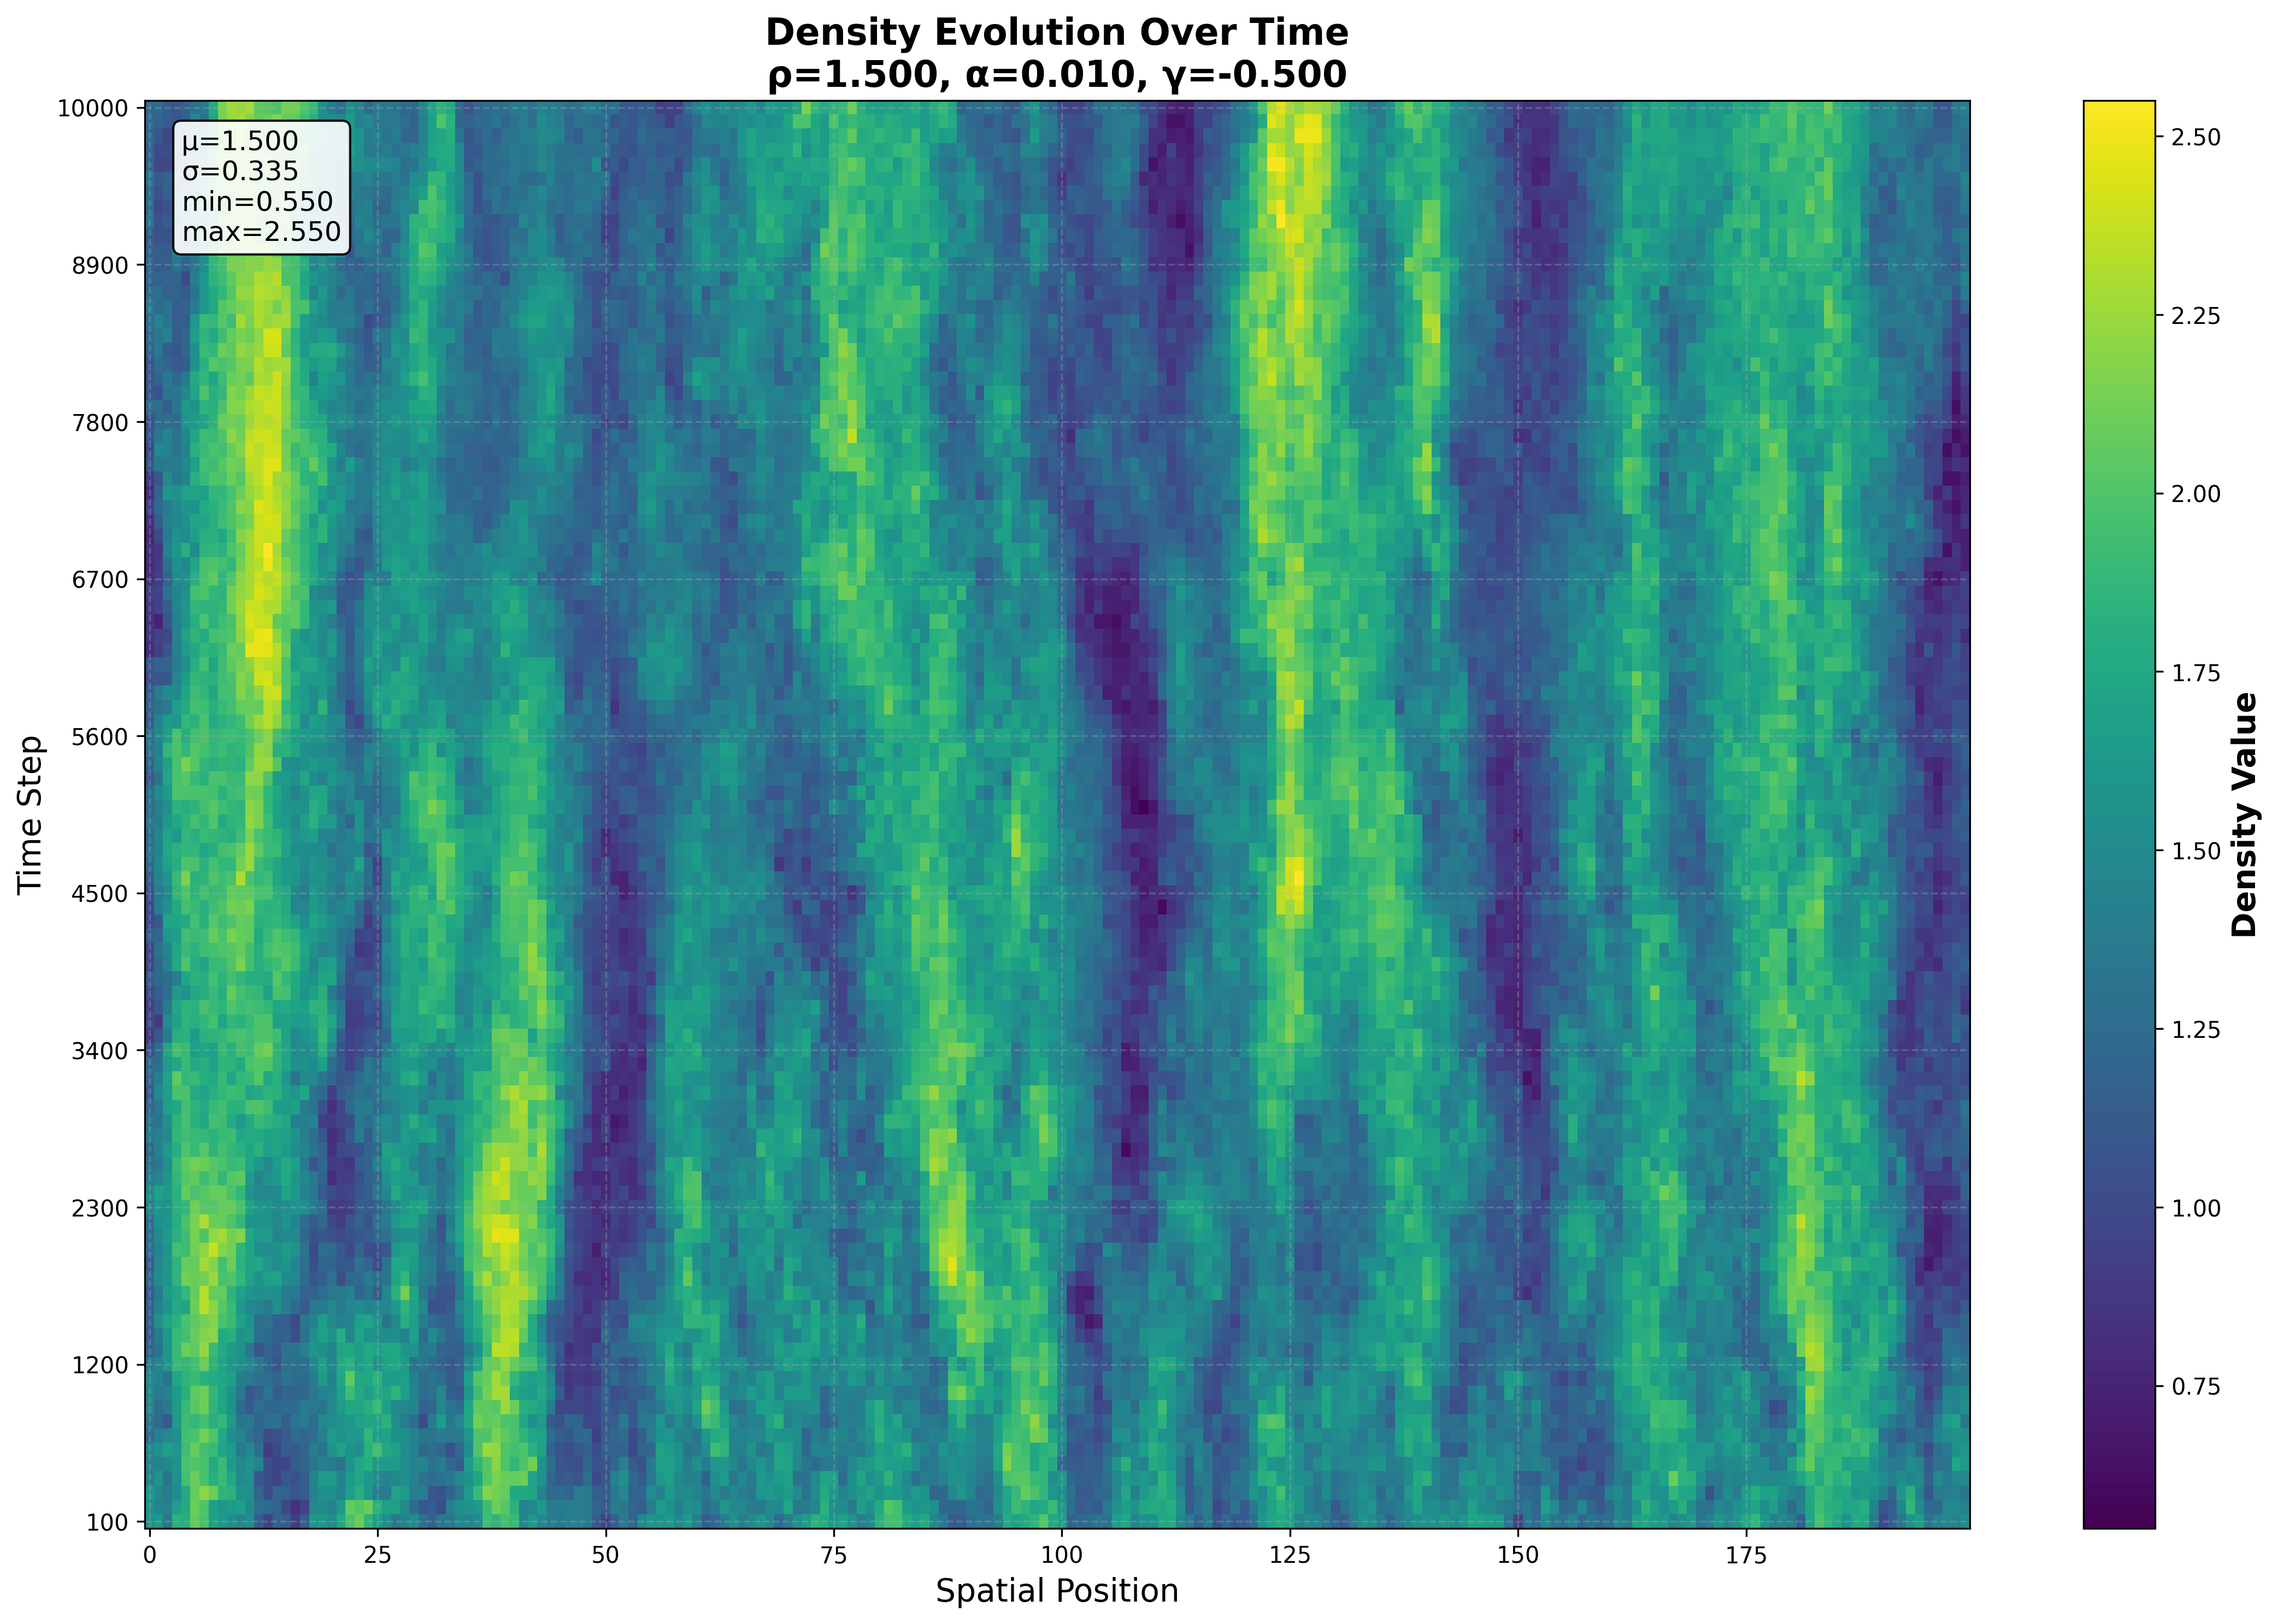 Density Evolution Over Time
ρ=1.500, α=0.010, γ=-0.500
μ=1.500
σ=0.335
min=0.550
max=2.550
10000
8900
7800
6700
5600
4500
3400
2300
1200
100
Time Step
0
25
50
75
100
125
150
175
Spatial Position
2.50
2.25
2.00
1.75
1.50
1.25
1.00
0.75
Density Value